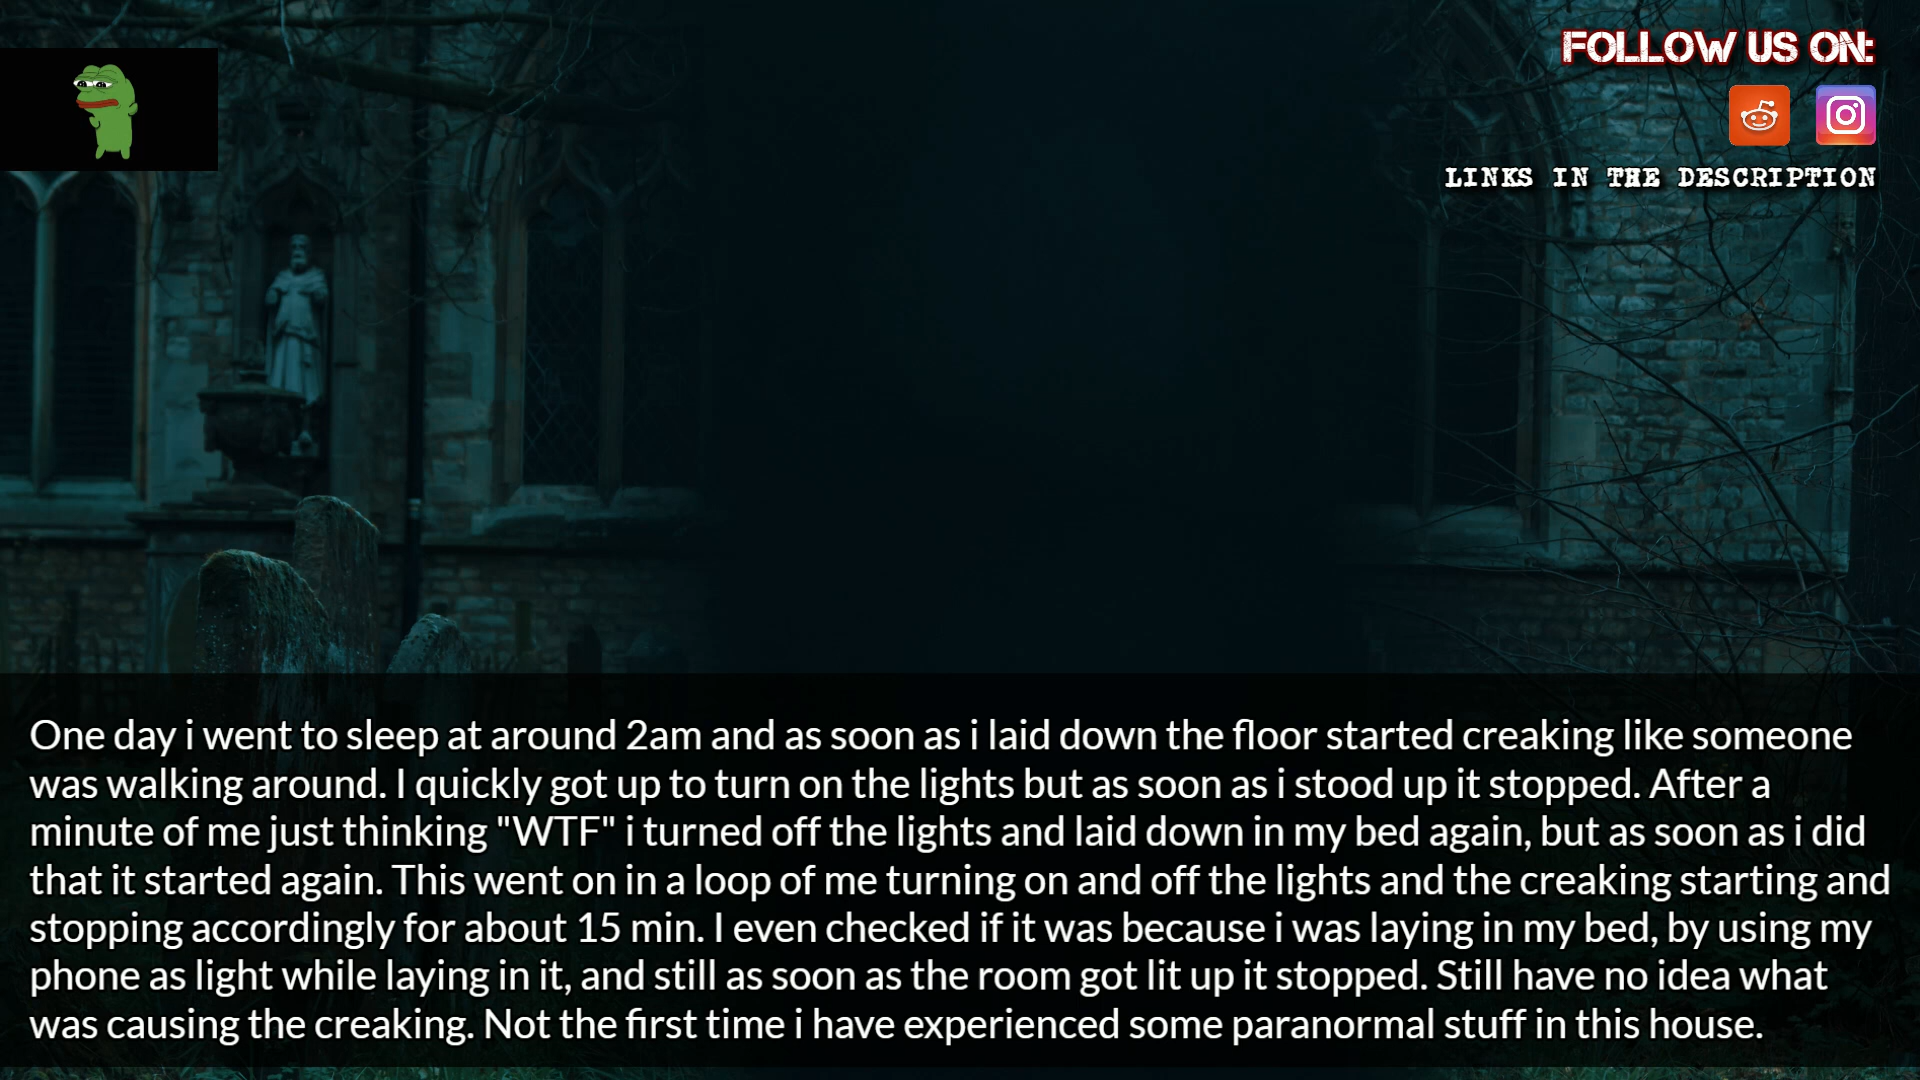 FOLLOW US ON:
LINKS IN THE DESCRIPTION
One day i went to sleep at around 2am and as soon as i laid down the floor started creaking like someone
was walking around. I quickly got up to turn on the lights but as soon as i stood up it stopped. After a
minute of me just thinking "WTF" i turned off the lights and laid down in my bed again, but as soon as i did
that it started again. This went on in a loop of me turning on and off the lights and the creaking starting and
stopping accordingly for about 15 min. I even checked if it was because i was laying in my bed, by using my
phone as light while laying in it, and still as soon as the room got lit up it stopped. Still have no idea what
was causing the creaking. Not the first time i have experienced some paranormal stuff in this house.